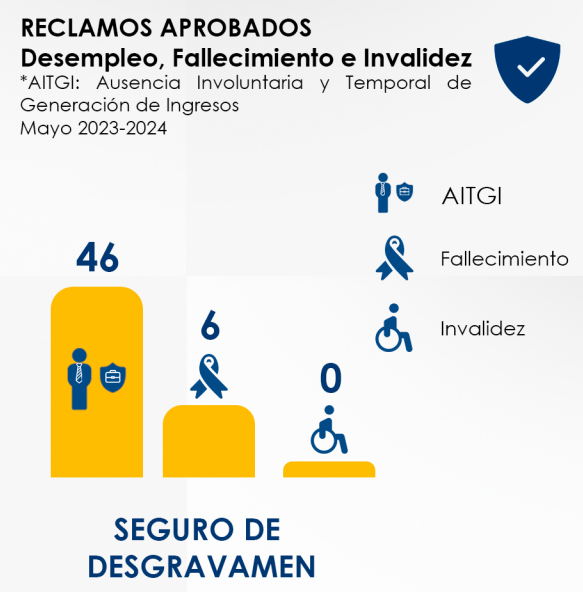 RECLAMOS APROBADOS
Desempleo, Fallecimiento e Invalidez
*AITGI: Ausencia Involuntaria y Temporal de
Generación de Ingresos
Mayo 2023-2024
AITGI
Fallecimiento
Invalidez
46
6
0
SEGURO DE
DESGRAVAMEN